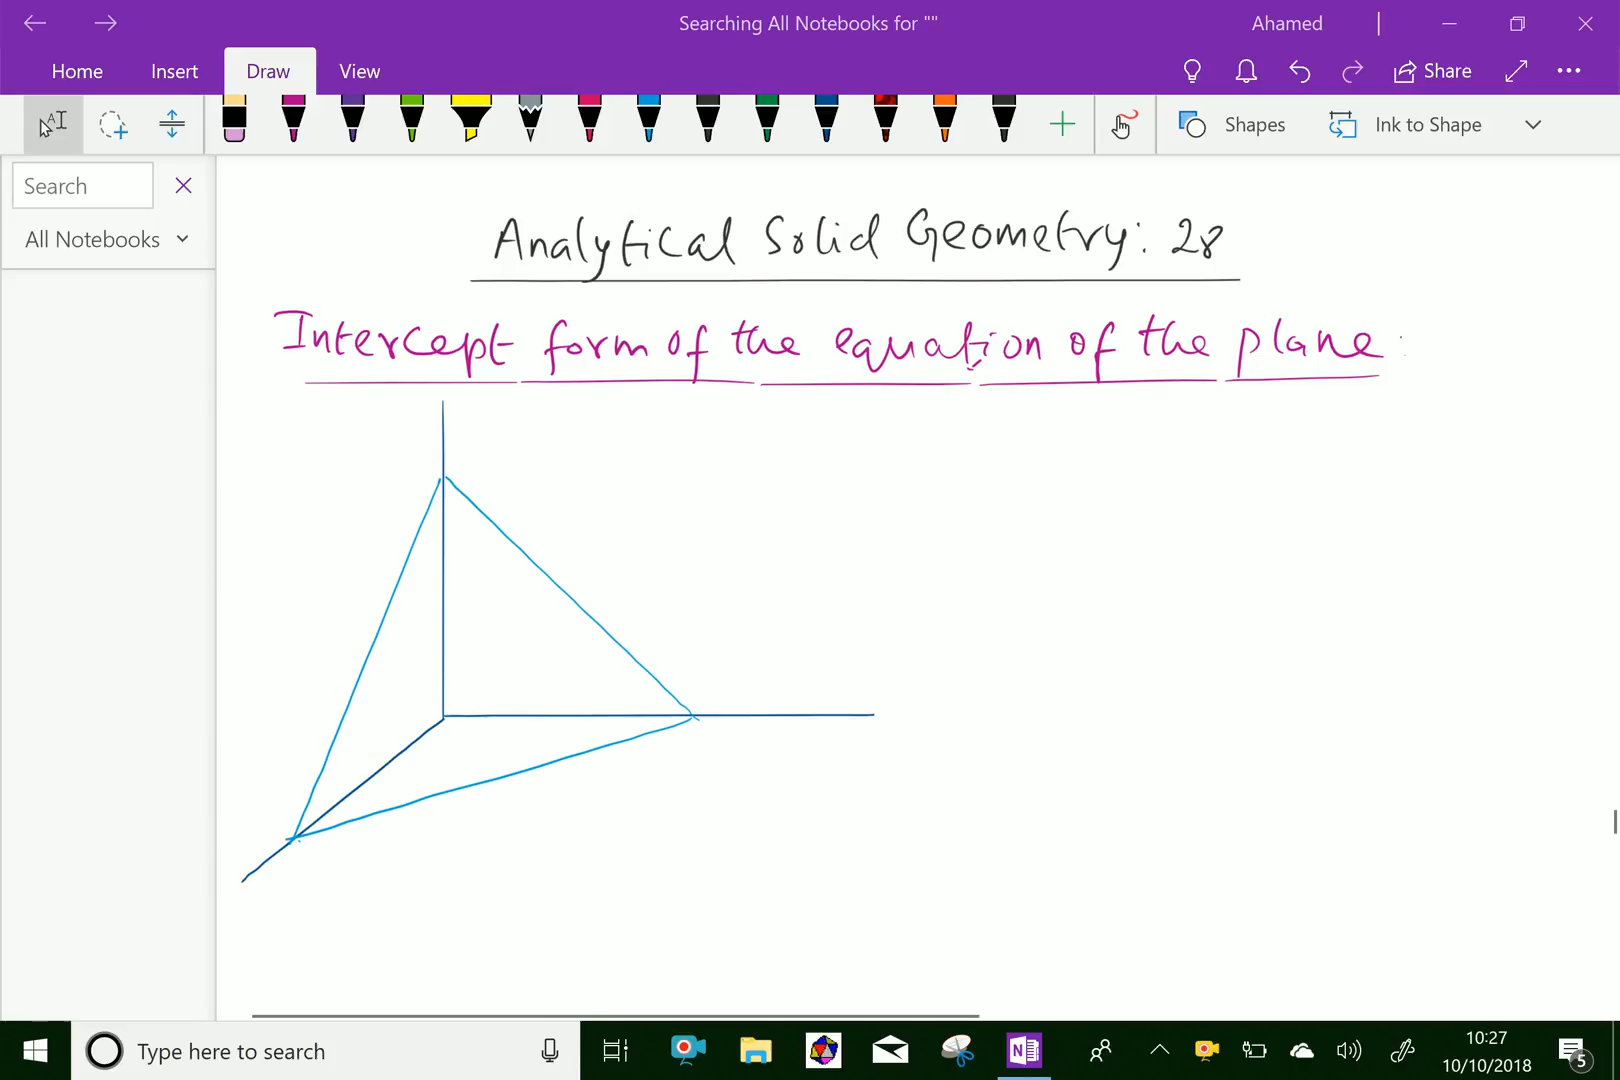 Searching All Notebooks for ""
Ahamed
Home Insert Draw View
Share
Shapes
Ink to Shape
Search
All Notebooks
Analytical Solid Geometry: 28
Intercept form of the equation of the plane:
Type here to search
10:27
10/10/2018
5